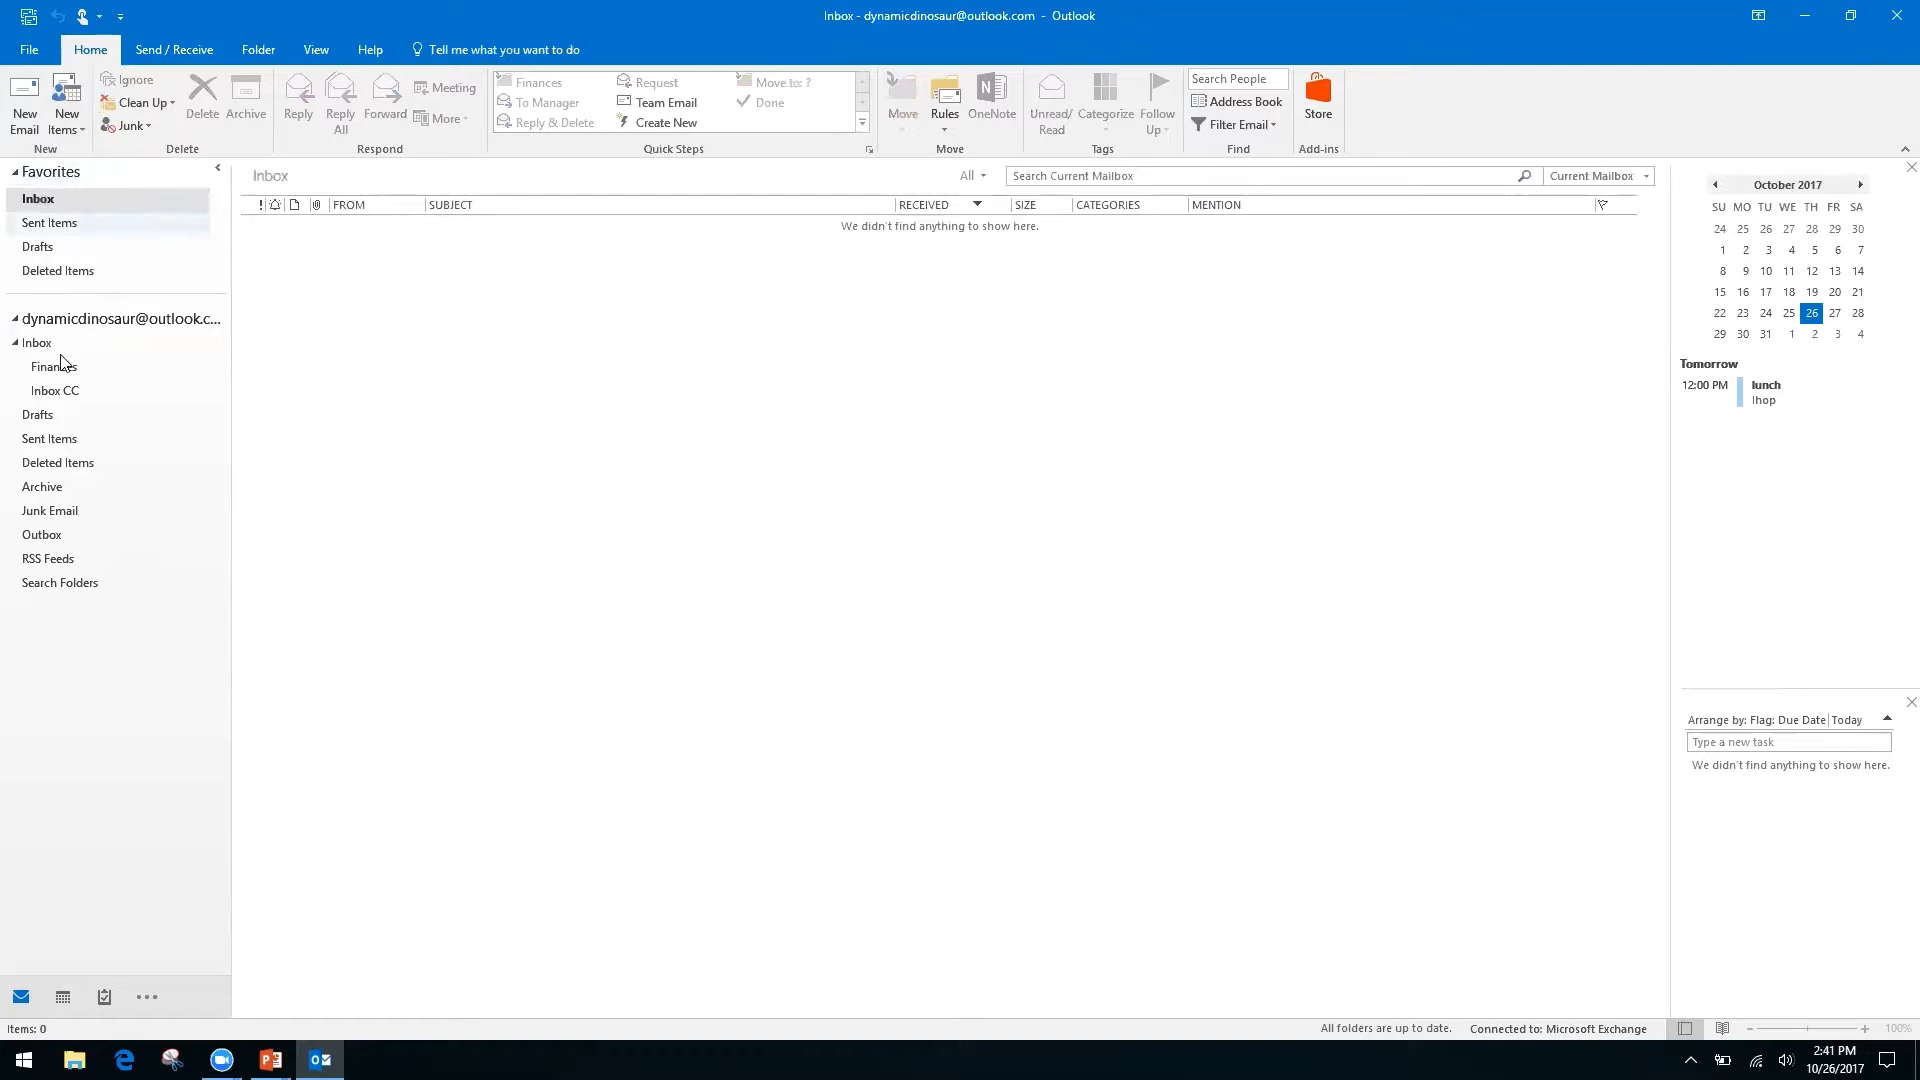 Inbox - dynamicdinosaur@outlook.com - Outlook
File Home Send / Receive Folder View Help Tell me what you want to do
New Email
New Items
New
Ignore
Clean Up
Junk
Delete
Archive
Delete
Reply
Reply All
Forward
Meeting
More
Respond
Finances
To Manager
Reply & Delete
Request
Team Email
Create New
Move to: ?
Done
Quick Steps
Move
Rules
OneNote
Move
Unread/ Read
Categorize
Follow Up
Tags
Search People
Address Book
Filter Email
Find
Store
Add-ins
Favorites
Inbox
Sent Items
Drafts
Deleted Items
dynamicdinosaur@outlook.c...
Inbox
Finances
Inbox CC
Drafts
Sent Items
Deleted Items
Archive
Junk Email
Outbox
RSS Feeds
Search Folders
Inbox All Search Current Mailbox Current Mailbox
! FROM SUBJECT RECEIVED SIZE CATEGORIES MENTION
We didn't find anything to show here.
October 2017
SU MO TU WE TH FR SA
24 25 26 27 28 29 30
1 2 3 4 5 6 7
8 9 10 11 12 13 14
15 16 17 18 19 20 21
22 23 24 25 26 27 28
29 30 31 1 2 3 4
Tomorrow
12:00 PM lunch
Ihop
Arrange by: Flag: Due Date Today
Type a new task
We didn't find anything to show here.
Items: 0 All folders are up to date. Connected to: Microsoft Exchange 100%
2:41 PM
10/26/2017